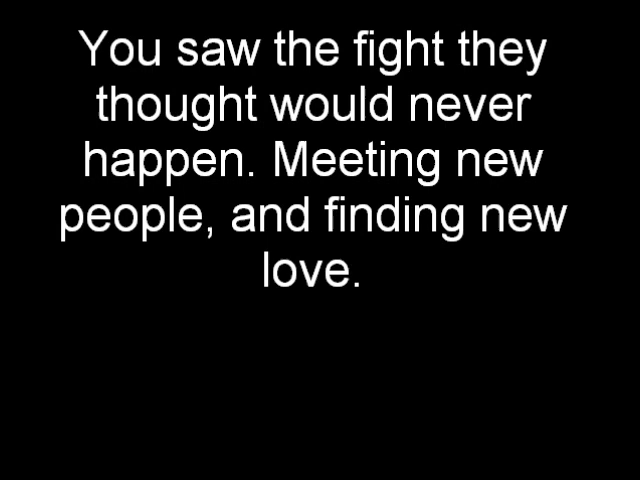 You saw the fight they
thought would never
happen. Meeting new
people, and finding new
love.